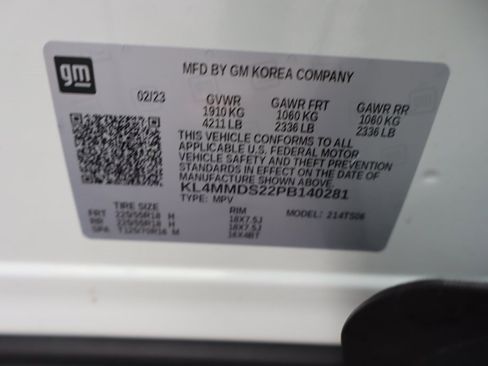 gm
MFD BY GM KOREA COMPANY
02/23 GVWR GAWR FRT GAWR RR
1910 KG 1060 KG 1060 KG
4211 LB 2336 LB 2336 LB
THIS VEHICLE CONFORMS TO ALL
APPLICABLE U.S. FEDERAL MOTOR
VEHICLE SAFETY AND THEFT PREVENTION
STANDARDS IN EFFECT ON THE DATE OF
MANUFACTURE SHOWN ABOVE.
KL4MMDS22PB140281
TYPE: MPV
TIRE SIZE RIM MODEL: 214TS06
FRT 225/55R18 H 18X7.5J
RR 225/55R18 H 18X7.5J
SPA T125/70R16 M 16X4BT